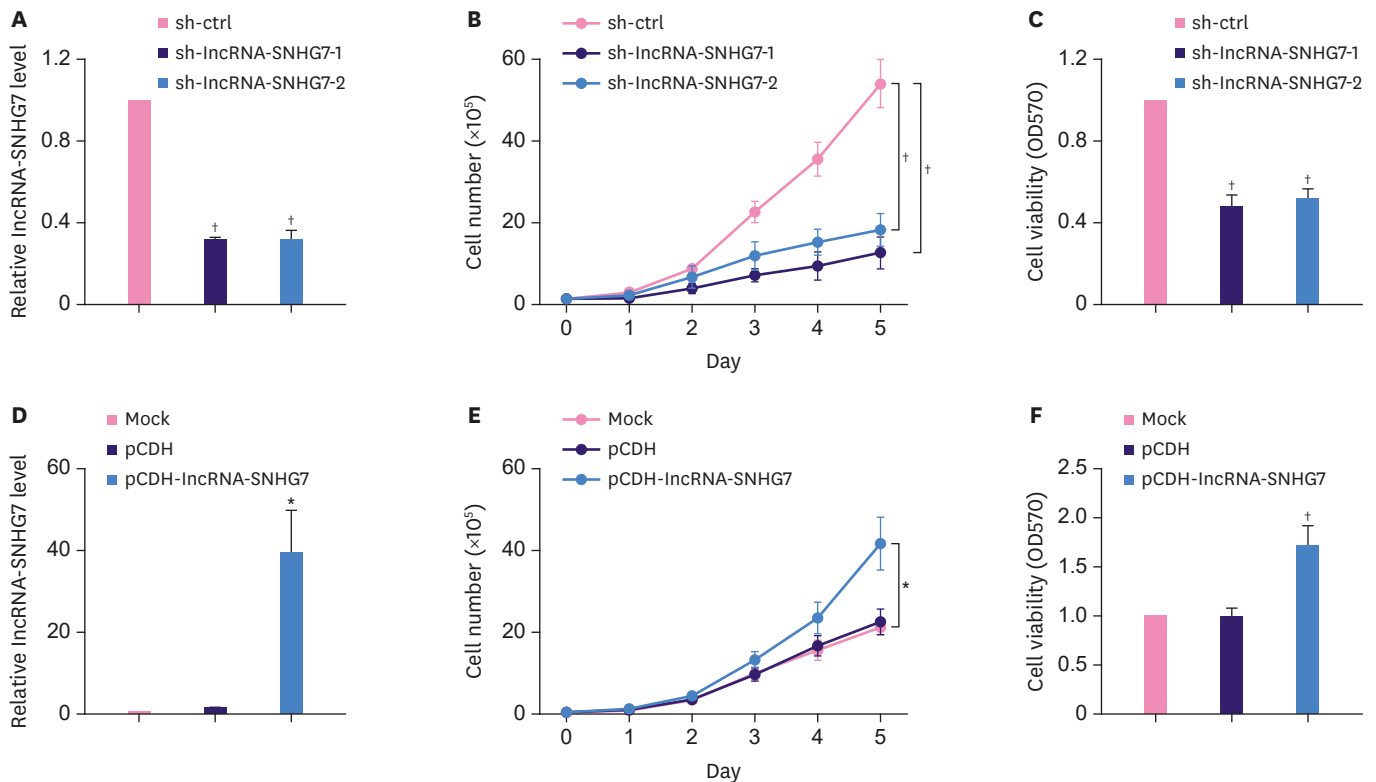 A
sh-ctrl
sh-lncRNA-SNHG7-1
sh-lncRNA-SNHG7-2
Relative lncRNA-SNHG7 level
1.2
0.8
0.4
0
†
†
B
sh-ctrl
sh-lncRNA-SNHG7-1
sh-lncRNA-SNHG7-2
Cell number (×10⁵)
60
40
20
0
†
†
0 1 2 3 4 5
Day
C
sh-ctrl
sh-lncRNA-SNHG7-1
sh-lncRNA-SNHG7-2
Cell viability (OD570)
1.2
0.8
0.4
0
†
†
D
Mock
pCDH
pCDH-lncRNA-SNHG7
Relative lncRNA-SNHG7 level
60
40
20
0
*
E
Mock
pCDH
pCDH-lncRNA-SNHG7
Cell number (×10⁵)
60
40
20
0
*
0 1 2 3 4 5
Day
F
Mock
pCDH
pCDH-lncRNA-SNHG7
Cell viability (OD570)
2.5
2.0
1.5
1.0
0.5
0
†